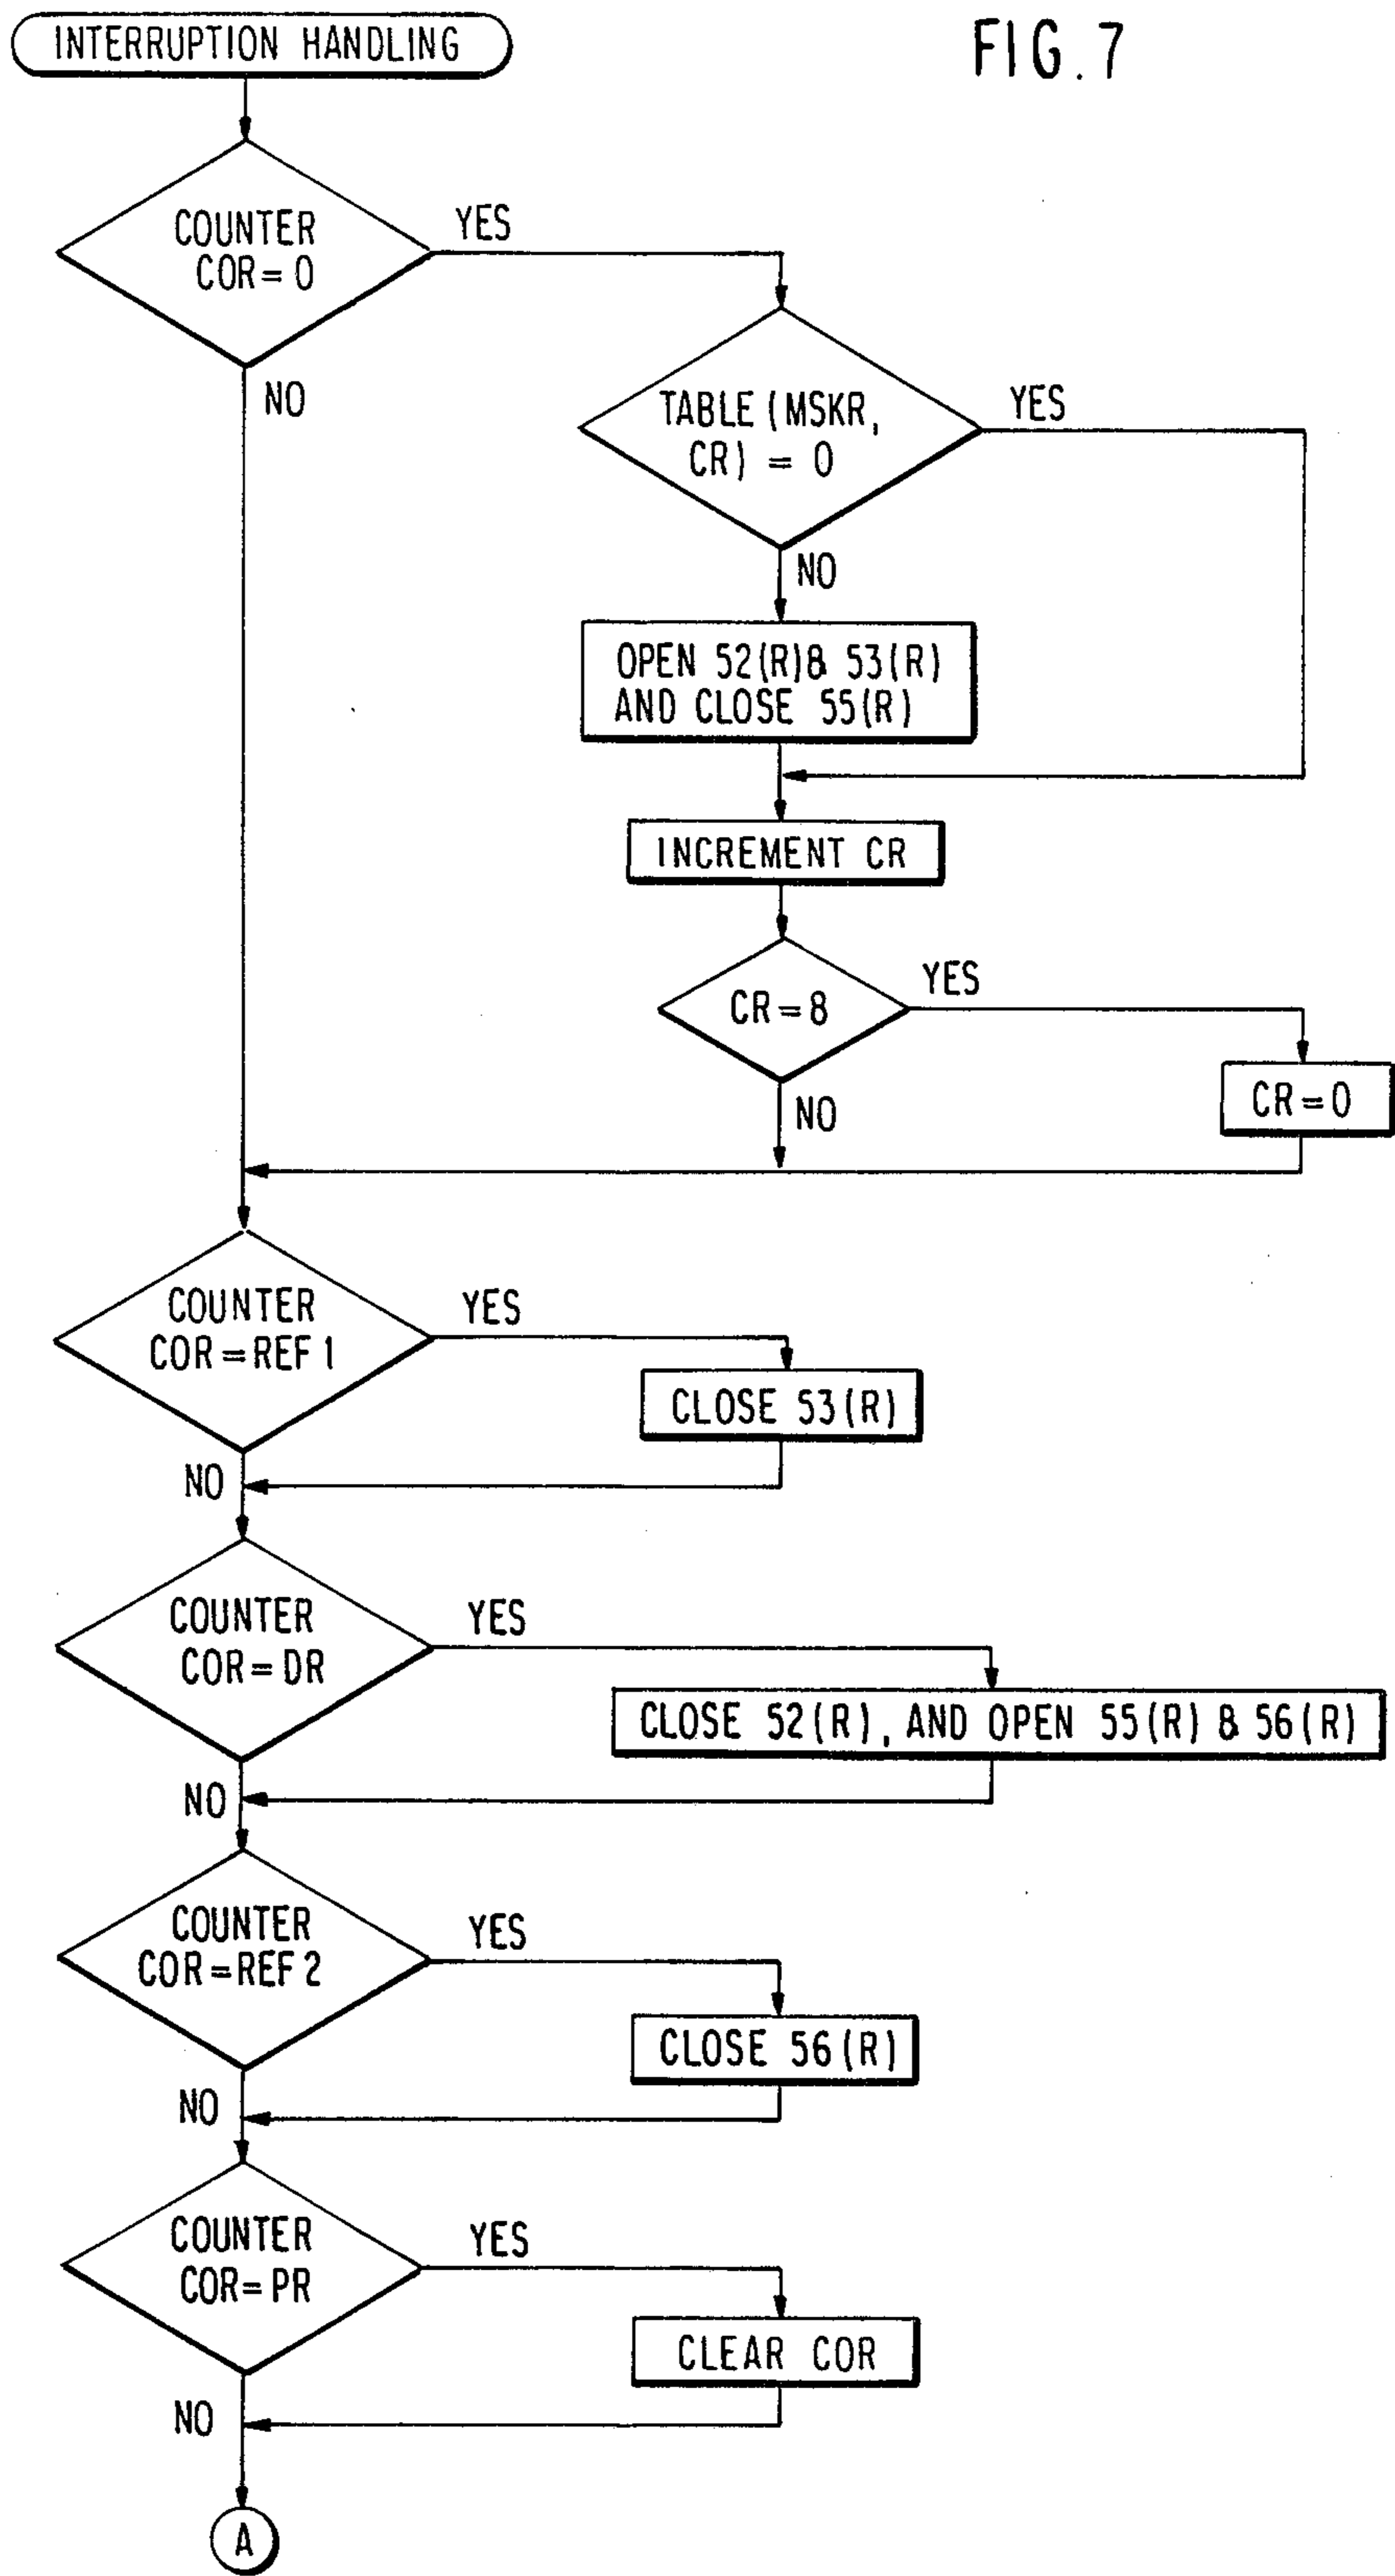 INTERRUPTION HANDLING
FIG. 7
COUNTER
COR = 0
YES
NO
TABLE (MSKR,
CR) = 0
YES
NO
OPEN 52(R)& 53(R)
AND CLOSE 55(R)
INCREMENT CR
CR = 8
YES
NO
CR = 0
COUNTER
COR = REF 1
YES
CLOSE 53 (R)
NO
COUNTER
COR = DR
YES
CLOSE 52(R), AND OPEN 55(R) & 56(R)
NO
COUNTER
COR = REF 2
YES
CLOSE 56 (R)
NO
COUNTER
COR = PR
YES
CLEAR COR
NO
A